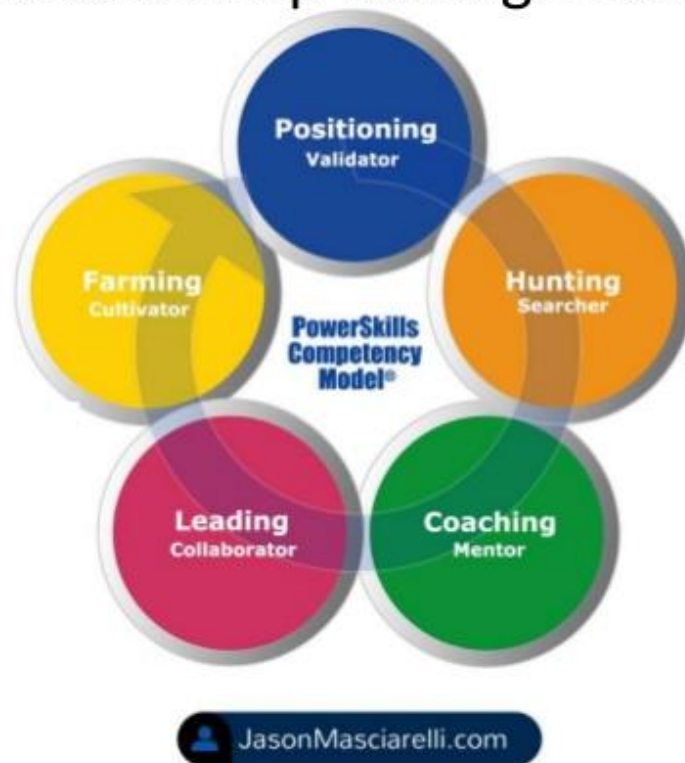 Positioning
Validator
Hunting
Searcher
Farming
Cultivator
PowerSkills
Competency
Model®
Leading
Collaborator
Coaching
Mentor
JasonMasciarelli.com